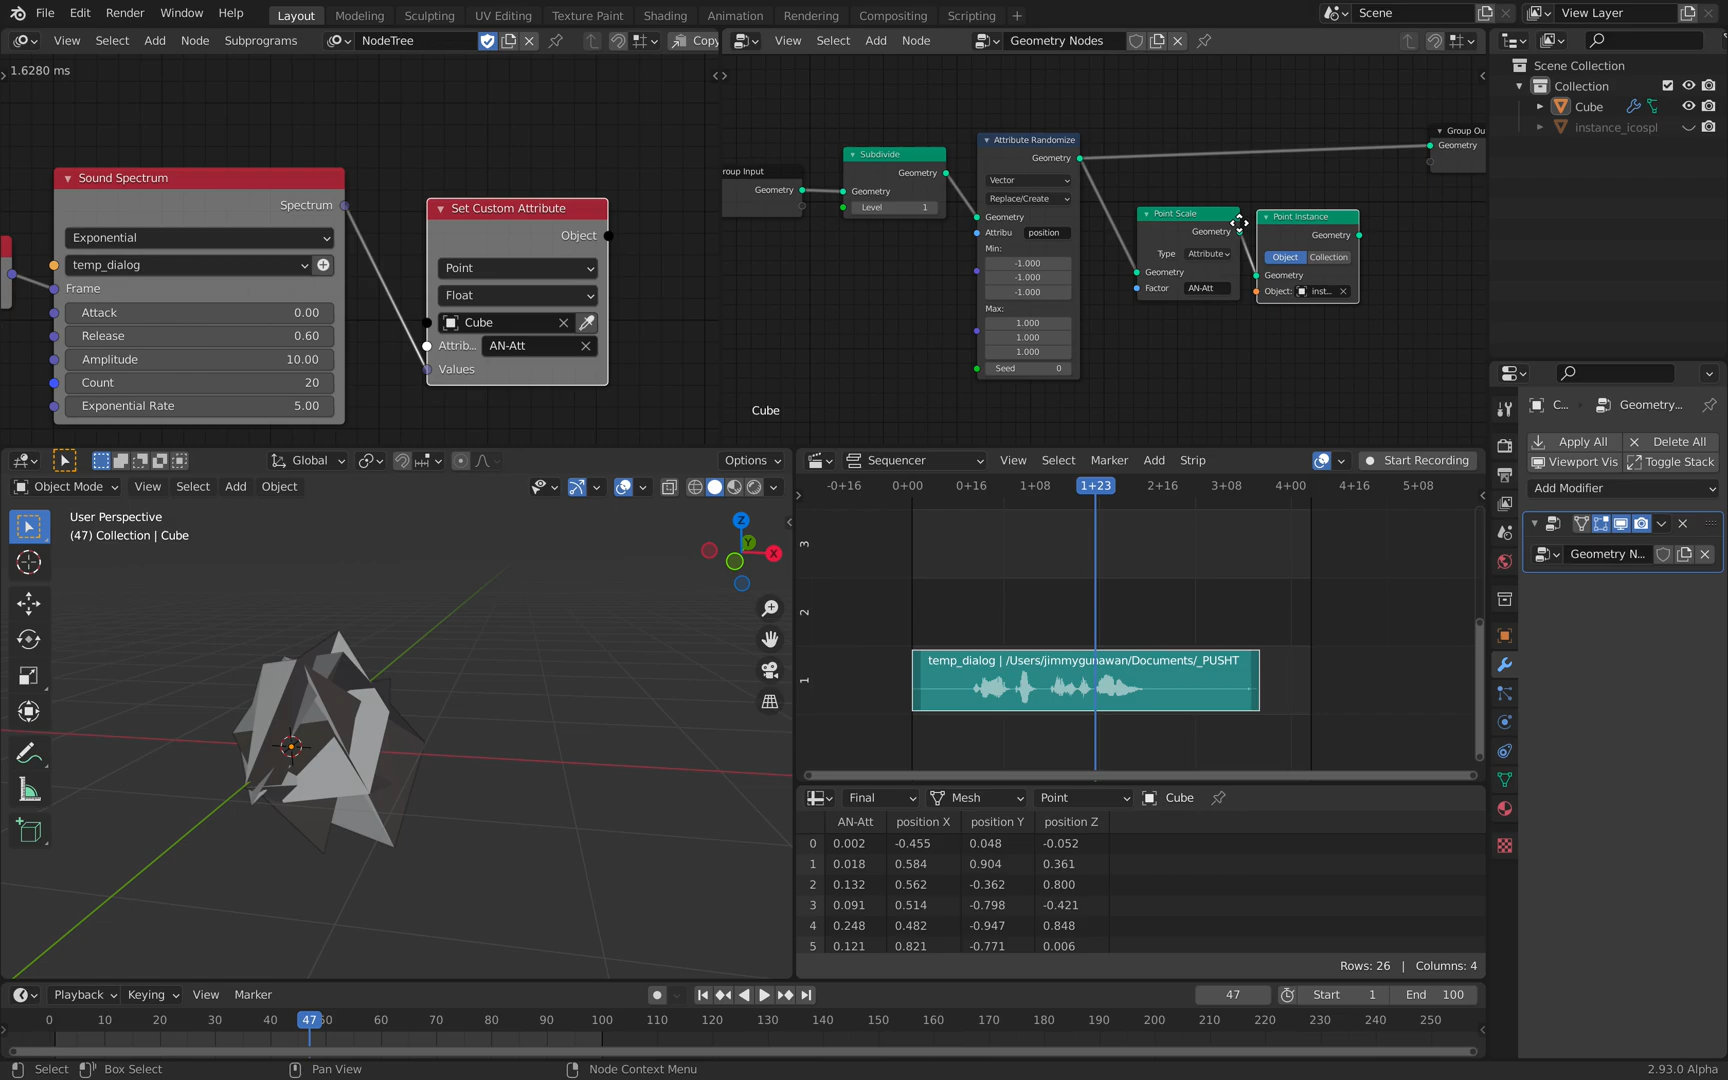 File Edit Render Window Help Layout Modeling Sculpting UV Editing Texture Paint Shading Animation Rendering Compositing Scripting + Scene View Layer
View Select Add Node Subprograms NodeTree Copy
View Select Add Node Geometry Nodes
1.6280 ms
Sound Spectrum
Spectrum
Exponential
temp_dialog
Frame
Attack 0.00
Release 0.60
Amplitude 10.00
Count 20
Exponential Rate 5.00
Set Custom Attribute
Object
Point
Float
Cube
Attrib... AN-Att
Values
roup Input
Geometry
Subdivide
Geometry
Geometry
Level 1
Attribute Randomize
Geometry
Vector
Replace/Create
Geometry
Attribu position
Min:
-1.000
-1.000
-1.000
Max:
1.000
1.000
1.000
Seed 0
Point Scale
Geometry
Type Attribute
Geometry
Factor AN-Att
Point Instance
Geometry
Object Collection
Geometry
Object: inst...
Group Ou
Geometry
Cube
Scene Collection
Collection
Cube
instance_icospl
C... Geometry...
Apply All Delete All
Viewport Vis Toggle Stack
Add Modifier
Geometry N...
Global Options
Object Mode View Select Add Object
User Perspective
(47) Collection | Cube
Z
Y
X
Sequencer View Select Marker Add Strip Start Recording
-0+16 0+00 0+16 1+08 1+23 2+16 3+08 4+00 4+16 5+08
3
2
1
temp_dialog | /Users/jimmygunawan/Documents/_PUSHT
Final Mesh Point Cube
AN-Att position X position Y position Z
0 0.002 -0.455 0.048 -0.052
1 0.018 0.584 0.904 0.361
2 0.132 0.562 -0.362 0.800
3 0.091 0.514 -0.798 -0.421
4 0.248 0.482 -0.947 0.848
5 0.121 0.821 -0.771 0.006
Rows: 26 | Columns: 4
Playback Keying View Marker 47 Start 1 End 100
0 10 20 30 40 47 60 70 80 90 100 110 120 130 140 150 160 170 180 190 200 210 220 230 240 250
Select Box Select Pan View Node Context Menu 2.93.0 Alpha